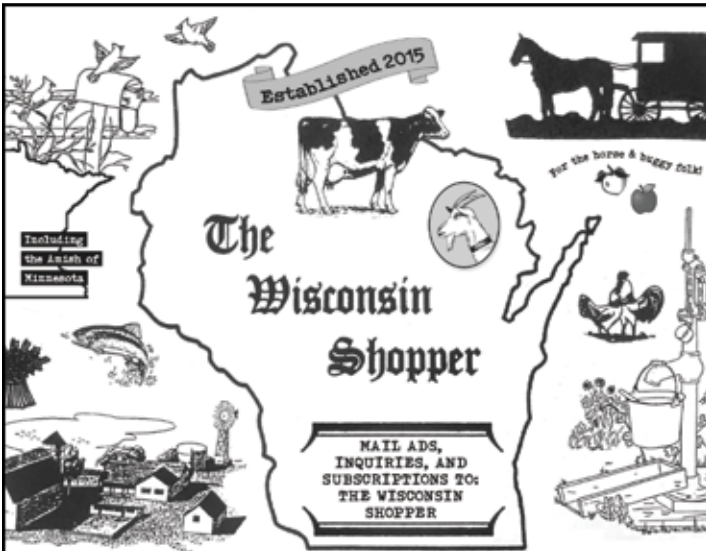 Established 2015
For the horse & buggy folk!
Including
the Amish of
Minnesota
The
Wisconsin
Shopper
MAIL ADS,
INQUIRIES, AND
SUBSCRIPTIONS TO:
THE WISCONSIN
SHOPPER